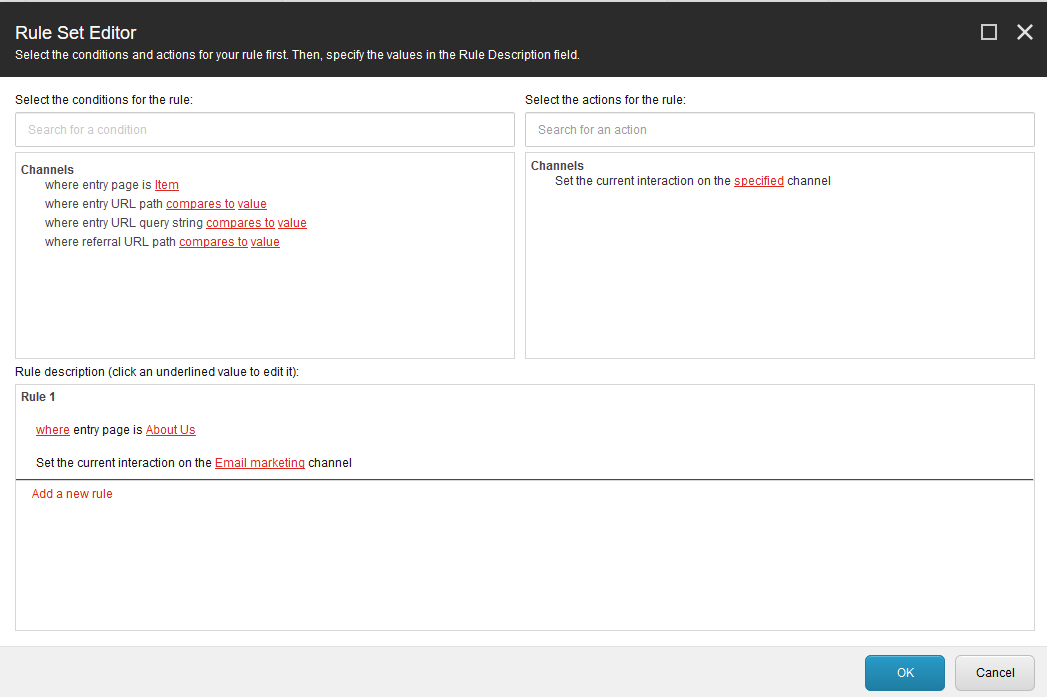 Rule Set Editor
Select the conditions and actions for your rule first. Then, specify the values in the Rule Description field.
Select the conditions for the rule:
Search for a condition
Channels
where entry page is Item
where entry URL path compares to value
where entry URL query string compares to value
where referral URL path compares to value
Select the actions for the rule:
Search for an action
Channels
Set the current interaction on the specified channel
Rule description (click an underlined value to edit it):
Rule 1
where entry page is About Us
Set the current interaction on the Email marketing channel
Add a new rule
OK
Cancel